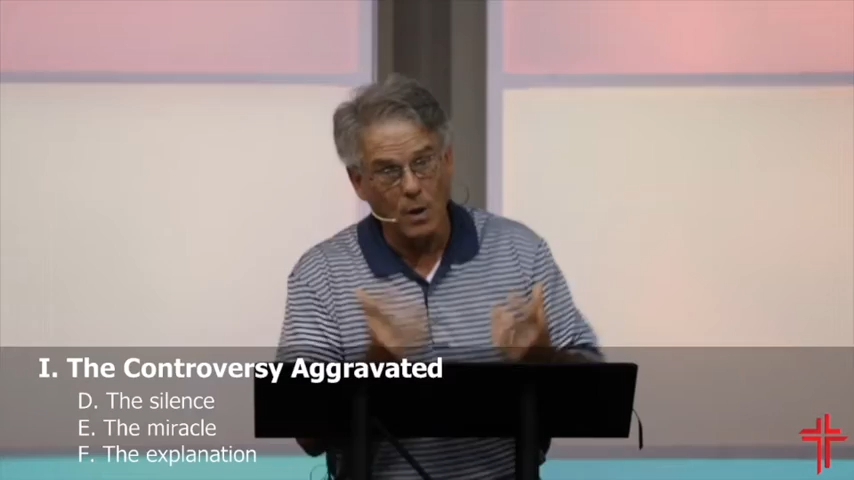 I. The Controversy Aggravated
D. The silence
E. The miracle
F. The explanation